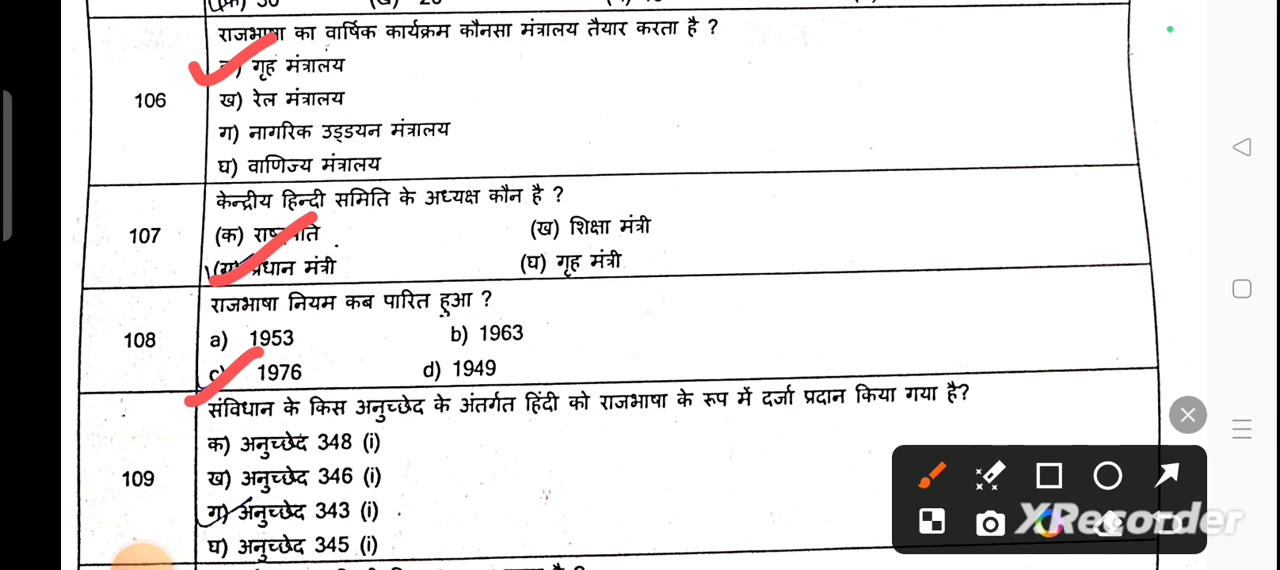 राजभाषा का वार्षिक कार्यक्रम कौनसा मंत्रालय तैयार करता है ?
गृह मंत्रालय
106
ख) रेल मंत्रालय
ग) नागरिक उड्डयन मंत्रालय
घ) वाणिज्य मंत्रालय
केन्द्रीय हिन्दी समिति के अध्यक्ष कौन है ?
107
(क) राष्ट्रपति (ख) शिक्षा मंत्री
(ग) प्रधान मंत्री (घ) गृह मंत्री
राजभाषा नियम कब पारित हुआ ?
108
a) 1953 b) 1963
c) 1976 d) 1949
संविधान के किस अनुच्छेद के अंतर्गत हिंदी को राजभाषा के रूप में दर्जा प्रदान किया गया है?
क) अनुच्छेद 348 (i)
109
ख) अनुच्छेद 346 (i)
ग) अनुच्छेद 343 (i)
घ) अनुच्छेद 345 (i)
XRecorder